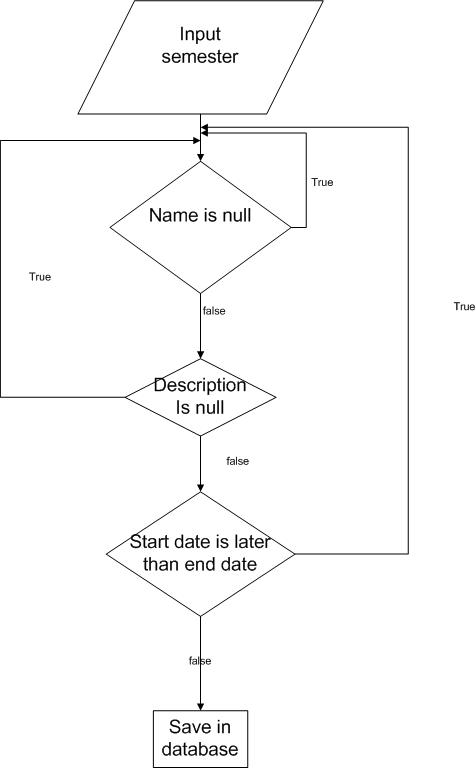 Input
semester
True
Name is null
True
True
false
Description
Is null
false
Start date is later
than end date
false
Save in
database